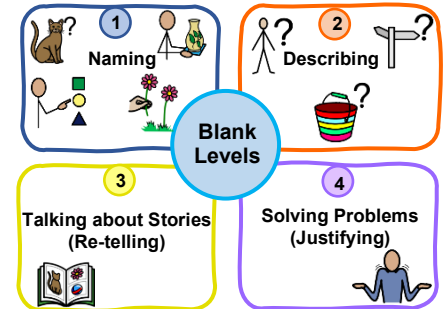 1
Naming
?
2
Describing
?
?
?
Blank
Levels
3
Talking about Stories
(Re-telling)
4
Solving Problems
(Justifying)